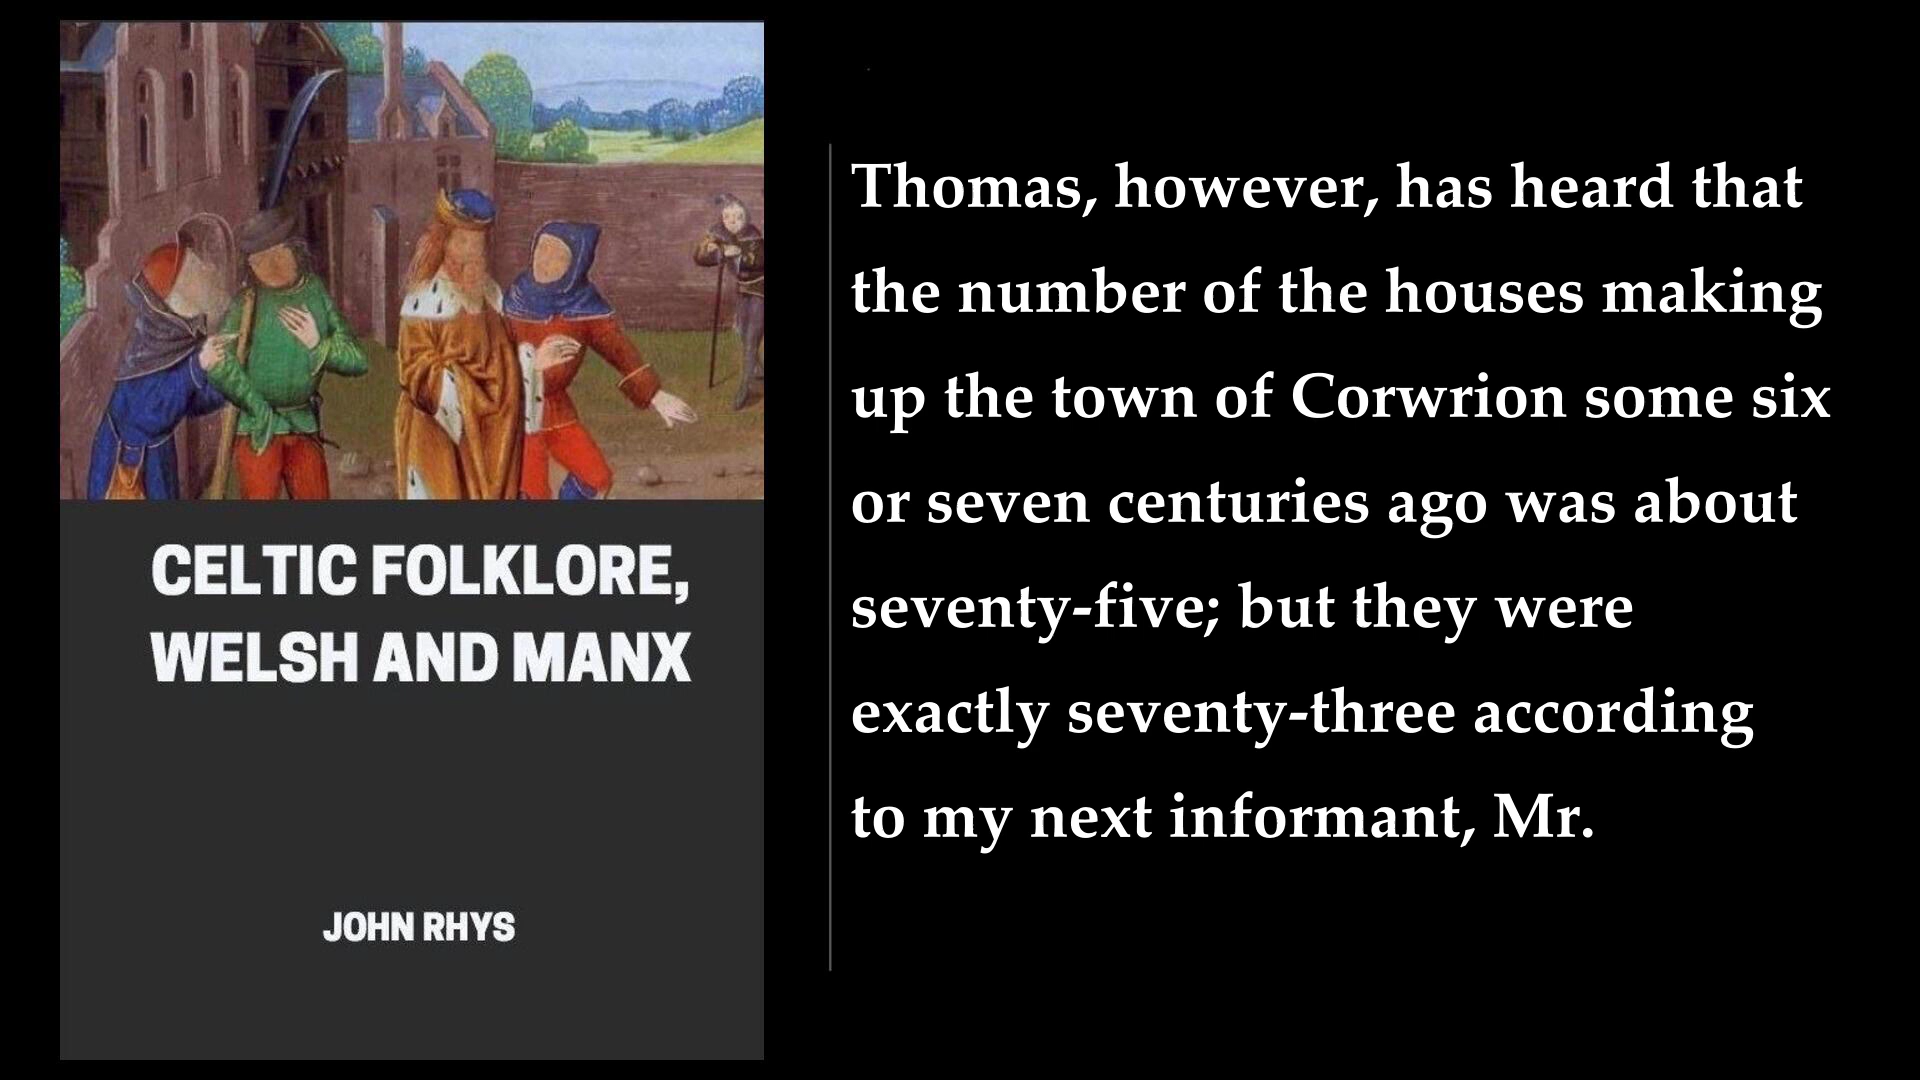 CELTIC FOLKLORE,
WELSH AND MANX
JOHN RHYS
Thomas, however, has heard that
the number of the houses making
up the town of Corwrion some six
or seven centuries ago was about
seventy-five; but they were
exactly seventy-three according
to my next informant, Mr.